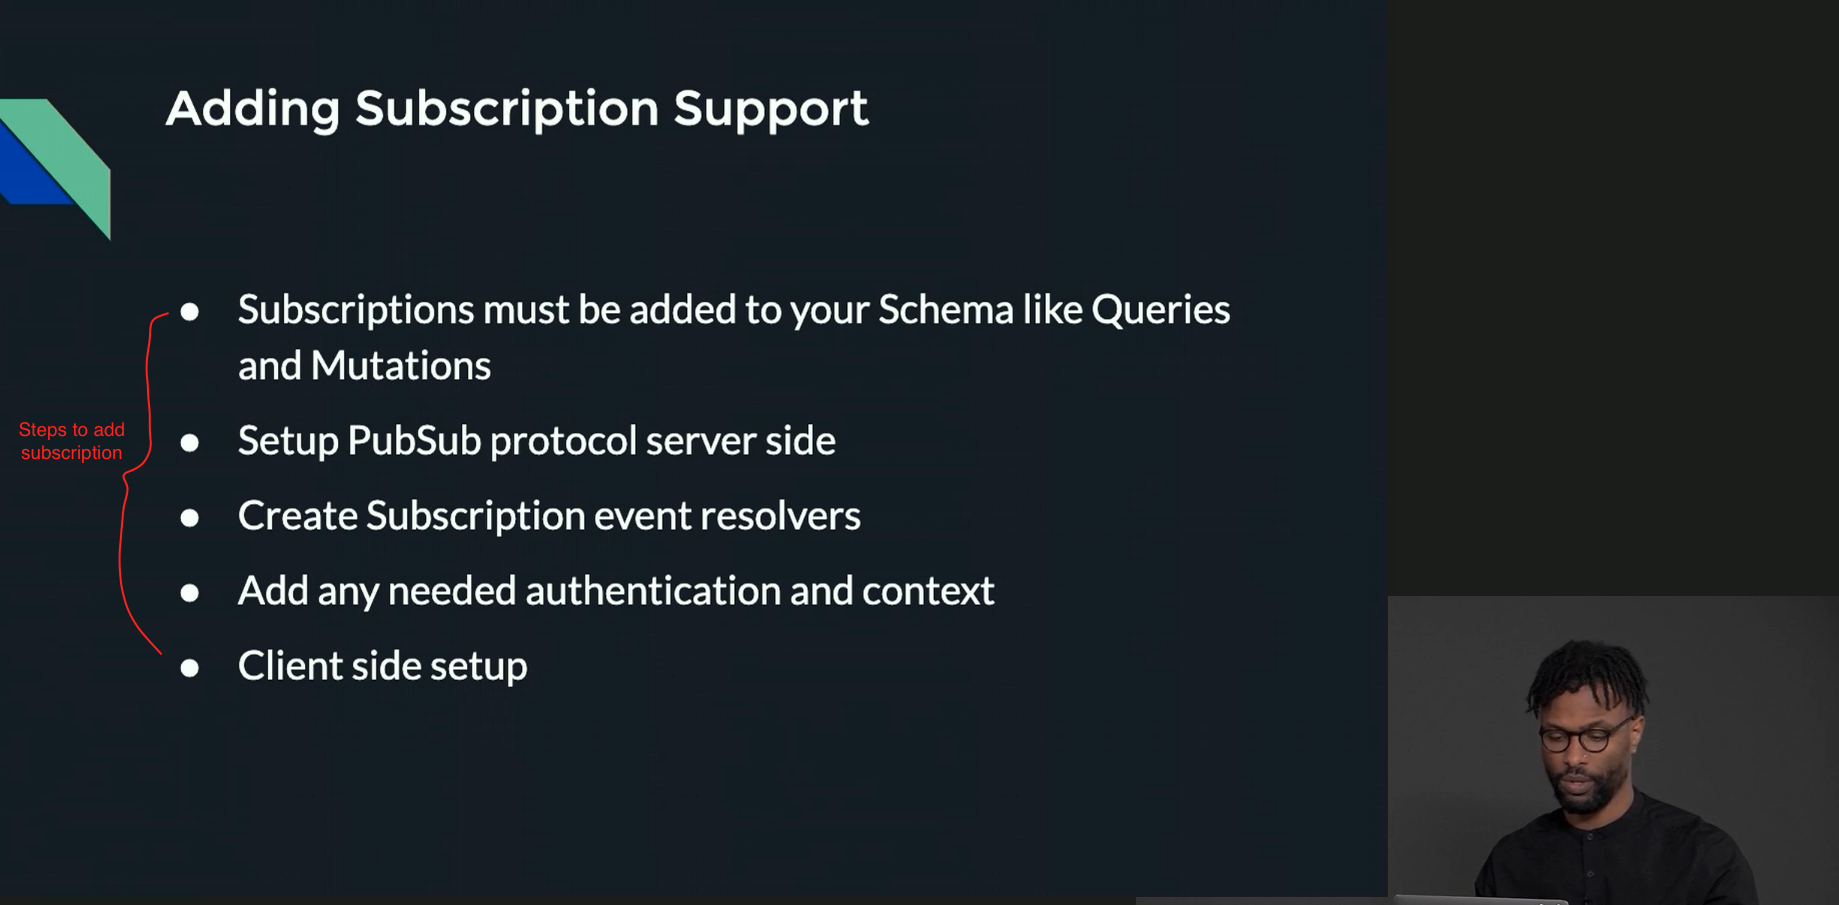 Adding Subscription Support
Subscriptions must be added to your Schema like Queries
and Mutations
Steps to add
subscription
Setup PubSub protocol server side
Create Subscription event resolvers
Add any needed authentication and context
Client side setup